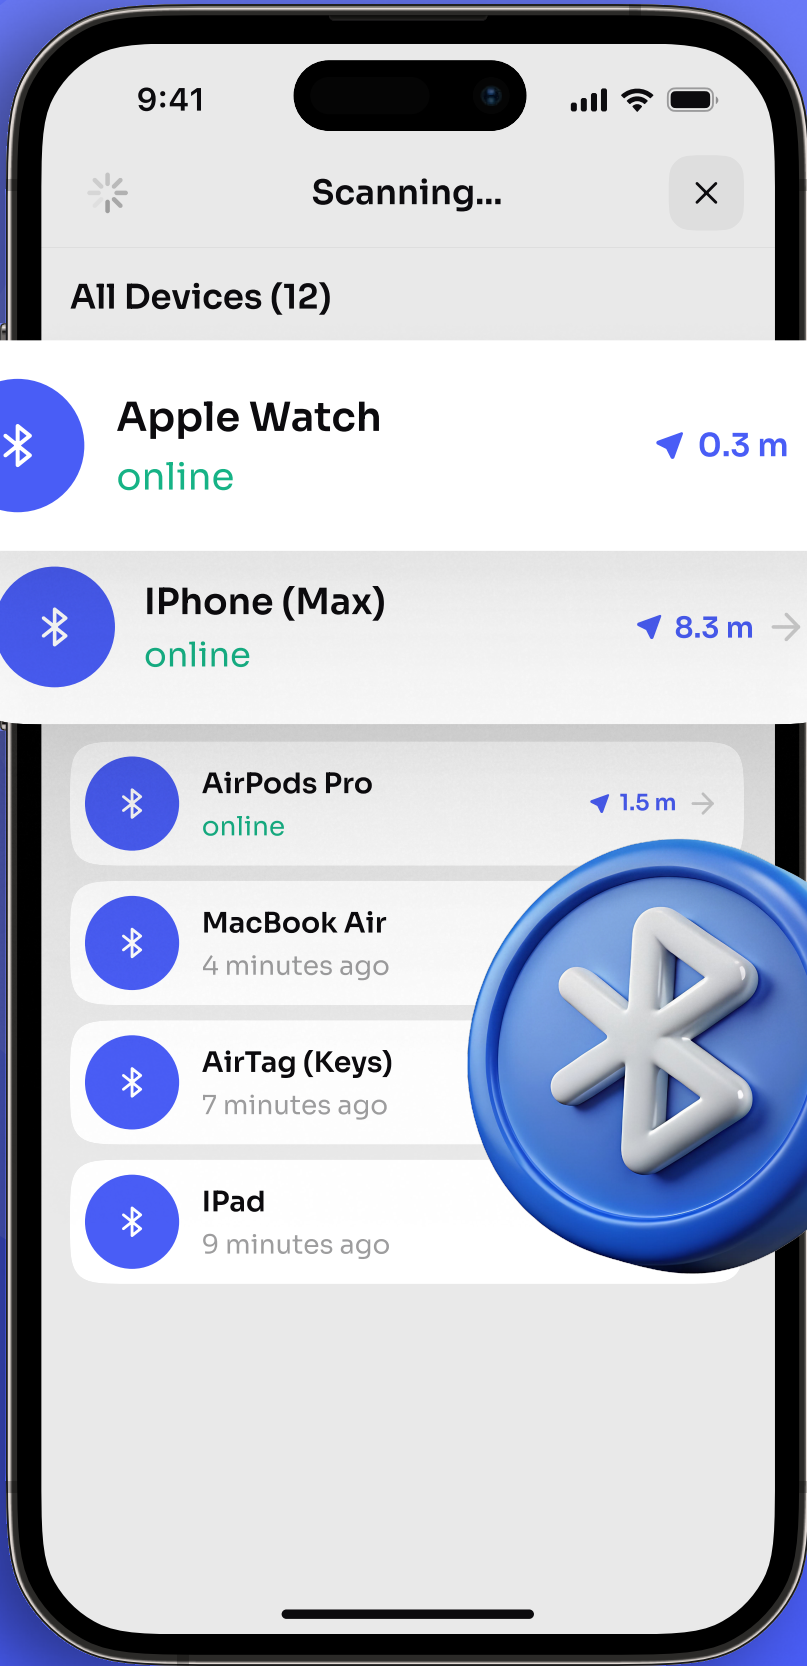 9:41
Scanning...
All Devices (12)
Apple Watch
online
0.3 m
IPhone (Max)
online
8.3 m
AirPods Pro
online
1.5 m
MacBook Air
4 minutes ago
AirTag (Keys)
7 minutes ago
IPad
9 minutes ago